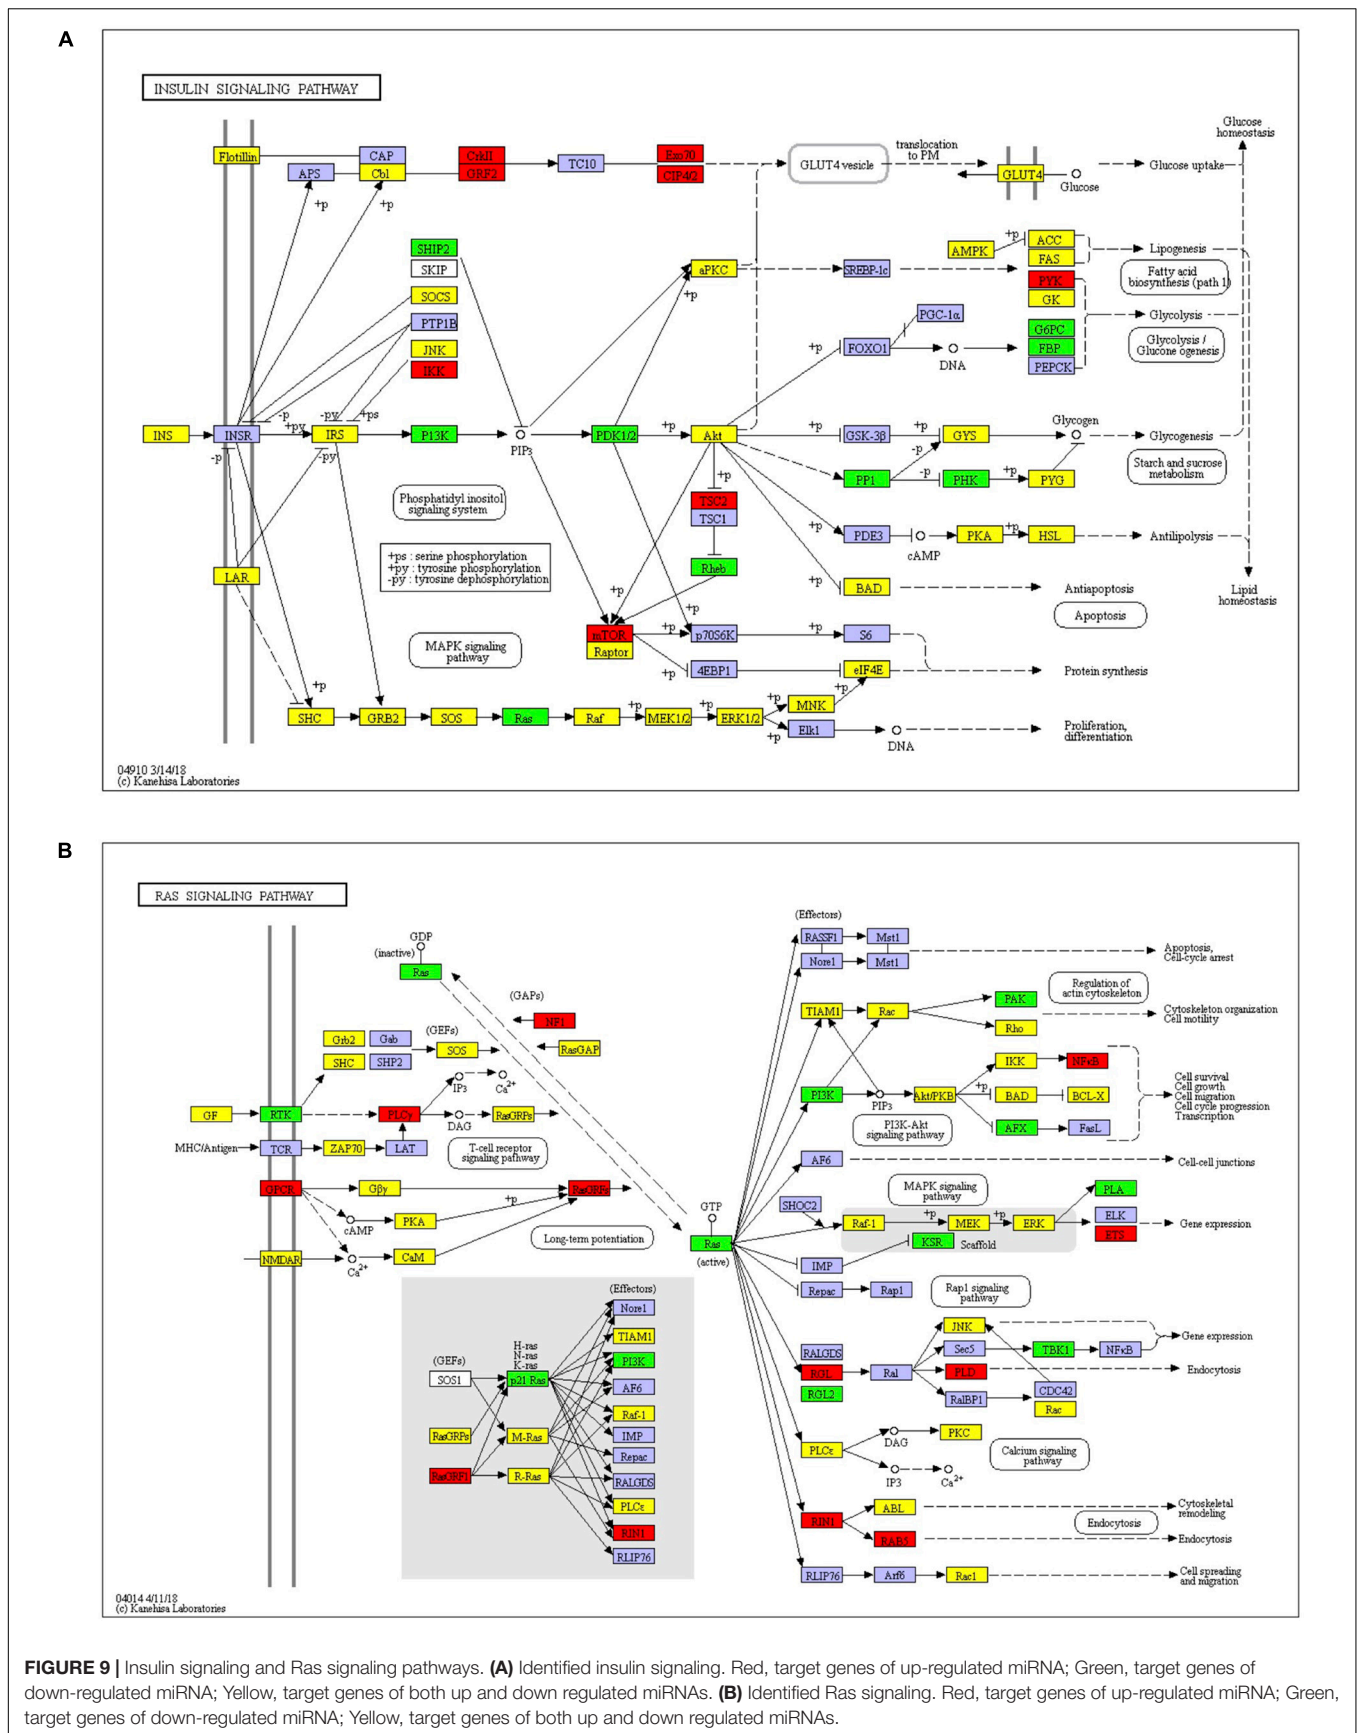 A
INSULIN SIGNALING PATHWAY
Flotillin
CAP
APS
Cbl
CrkII
GRF2
TC10
Exo70
CIP4/2
GLUT4 vesicle
translocation
to PM
GLUT4
Glucose
Glucose uptake
Glucose
homeostasis
+p
+p
SHIP2
SKIP
SOCS
PTP1B
JNK
IKK
aPKC
+p
SREBP-1c
AMPK
+p
ACC
FAS
PYK
GK
Lipogenesis
Fatty acid
biosynthesis (path 1)
Glycolysis
PGC-1α
+p
FOXO1
DNA
G6PC
FBP
PEPCK
Glycolysis /
Glucone ogenesis
INS
INSR
-p
+py
-p
-py
+ps
IRS
-py
P13K
PIP3
PDK1/2
+p
Akt
+p
GSK-3β
+p
GYS
-p
Glycogen
Glycogenesis
PP1
-p
PHK
+p
PYG
Starch and sucrose
metabolism
+p
TSC2
TSC1
Phosphatidyl inositol
signaling system
+ps : serine phosphorylation
+py : tyrosine phosphorylation
-py : tyrosine dephosphorylation
+p
PDE3
cAMP
PKA
+p
HSL
Antilipolysis
LAR
Rheb
+p
+p
+p
BAD
Antiapoptosis
Apoptosis
Lipid
homeostasis
MAPK signaling
pathway
mTOR
Raptor
+p
p70S6K
+p
S6
+p
4EBP1
eIF4E
Protein synthesis
+p
SHC
GRB2
SOS
Ras
Raf
+p
MEK1/2
+p
ERK1/2
+p
MNK
+p
+p
Elk1
DNA
Proliferation,
differentiation
04910 3/14/18
(c) Kanehisa Laboratories
B
RAS SIGNALING PATHWAY
GDP
(inactive)
Ras
(GAPs)
NF1
RasGAP
Grb2
Gab
(GEFs)
SHC
SHP2
SOS
IP3
Ca2+
GF
RTK
PLCγ
DAG
RasGRPs
MHC/Antigen
TCR
ZAP70
LAT
T-cell receptor
signaling pathway
GPCR
Gβγ
RasGRFs
cAMP
PKA
+p
NMDAR
Ca2+
CaM
Long-term potentiation
GTP
Ras
(active)
(Effectors)
RASSF1
Mst1
Nore1
Mst1
Apoptosis,
Cell-cycle arrest
TIAM1
Rac
PAK
Rho
Regulation of
actin cytoskeleton
Cytoskeleton organization
Cell motility
PI3K
PIP3
Akt/PKB
IKK
NFκB
+p
BAD
BCL-X
AFX
FasL
PI3K-Akt
signaling pathway
Cell survival
Cell growth
Cell migration
Cell cycle progression
Transcription
AF6
Cell-cell junctions
MAPK signaling
pathway
SHOC2
Raf-1
+p
MEK
+p
ERK
KSR
Scaffold
PLA
ELK
ETS
Gene expression
IMP
Repac
Rap1
Rap1 signaling
pathway
RALGDS
RGL
RGL2
Ral
JNK
Sec5
TBK1
NFκB
PLD
RalBP1
CDC42
Rac
Gene expression
Endocytosis
PLCε
DAG
PKC
IP3
Ca2+
Calcium signaling
pathway
RIN1
ABL
RAB5
Cytoskeletal
remodeling
Endocytosis
Endocytosis
RLIP76
Arf6
Rac1
Cell spreading
and migration
(Effectors)
Nore1
TIAM1
PI3K
AF6
Raf-1
IMP
Repac
RALGDS
PLCε
RIN1
RLIP76
H-ras
N-ras
K-ras
(GEFs)
SOS1
p21 Ras
RasGRPs
M-Ras
RasGRF1
R-Ras
04014 4/11/18
(c) Kanehisa Laboratories
FIGURE 9 | Insulin signaling and Ras signaling pathways. (A) Identified insulin signaling. Red, target genes of up-regulated miRNA; Green, target genes of
down-regulated miRNA; Yellow, target genes of both up and down regulated miRNAs. (B) Identified Ras signaling. Red, target genes of up-regulated miRNA; Green,
target genes of down-regulated miRNA; Yellow, target genes of both up and down regulated miRNAs.